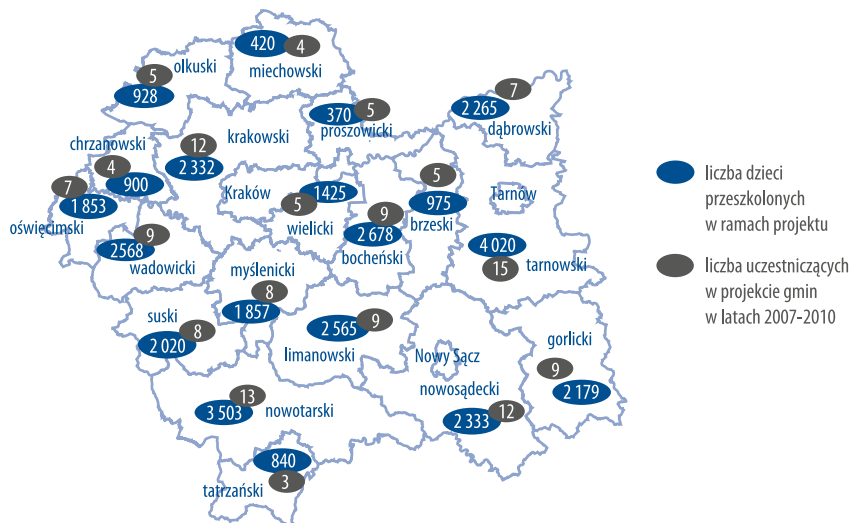 420
4
miechowski
olkuski
5
928
370
5
proszowicki
7
2 265
dąbrowski
chrzanowski
4
900
12
krakowski
2 332
7
1 853
oświęcimski
Kraków
1425
5
wielicki
9
2 678
bocheński
5
975
brzeski
Tarnów
4 020
15
tarnowski
9
2568
wadowicki
myślenicki
8
1 857
suski
8
2 020
2 565
9
limanowski
Nowy Sącz
nowosądecki
12
2 333
gorlicki
9
2 179
13
3 503
nowotarski
840
3
tatrzański
liczba dzieci
przeszkolonych
w ramach projektu
liczba uczestniczących
w projekcie gmin
w latach 2007-2010